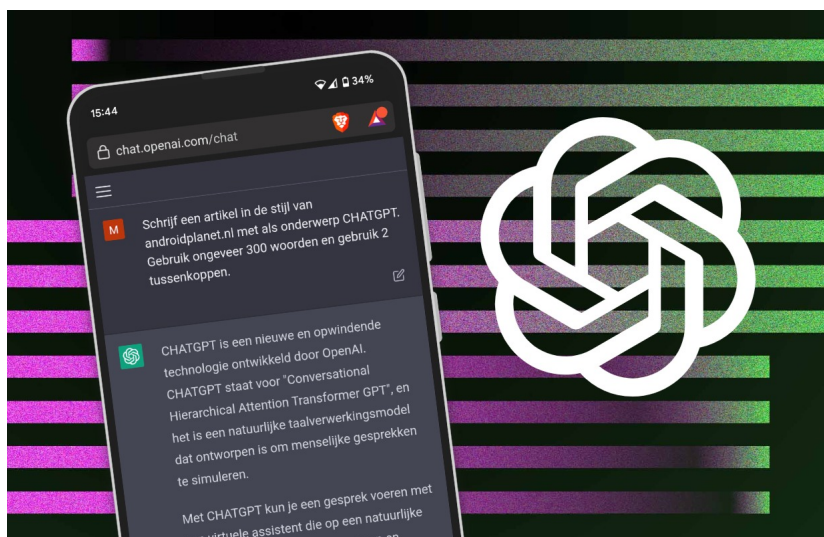 15:44
34%
chat.openai.com/chat
M
Schrijf een artikel in de stijl van
androidplanet.nl met als onderwerp CHATGPT.
Gebruik ongeveer 300 woorden en gebruik 2
tussenkoppen.
CHATGPT is een nieuwe en opwindende
technologie ontwikkeld door OpenAI.
CHATGPT staat voor "Conversational
Hierarchical Attention Transformer GPT", en
het is een natuurlijke taalverwerkingsmodel
dat ontworpen is om menselijke gesprekken
te simuleren.
Met CHATGPT kun je een gesprek voeren met
virtuele assistent die op een natuurlijke